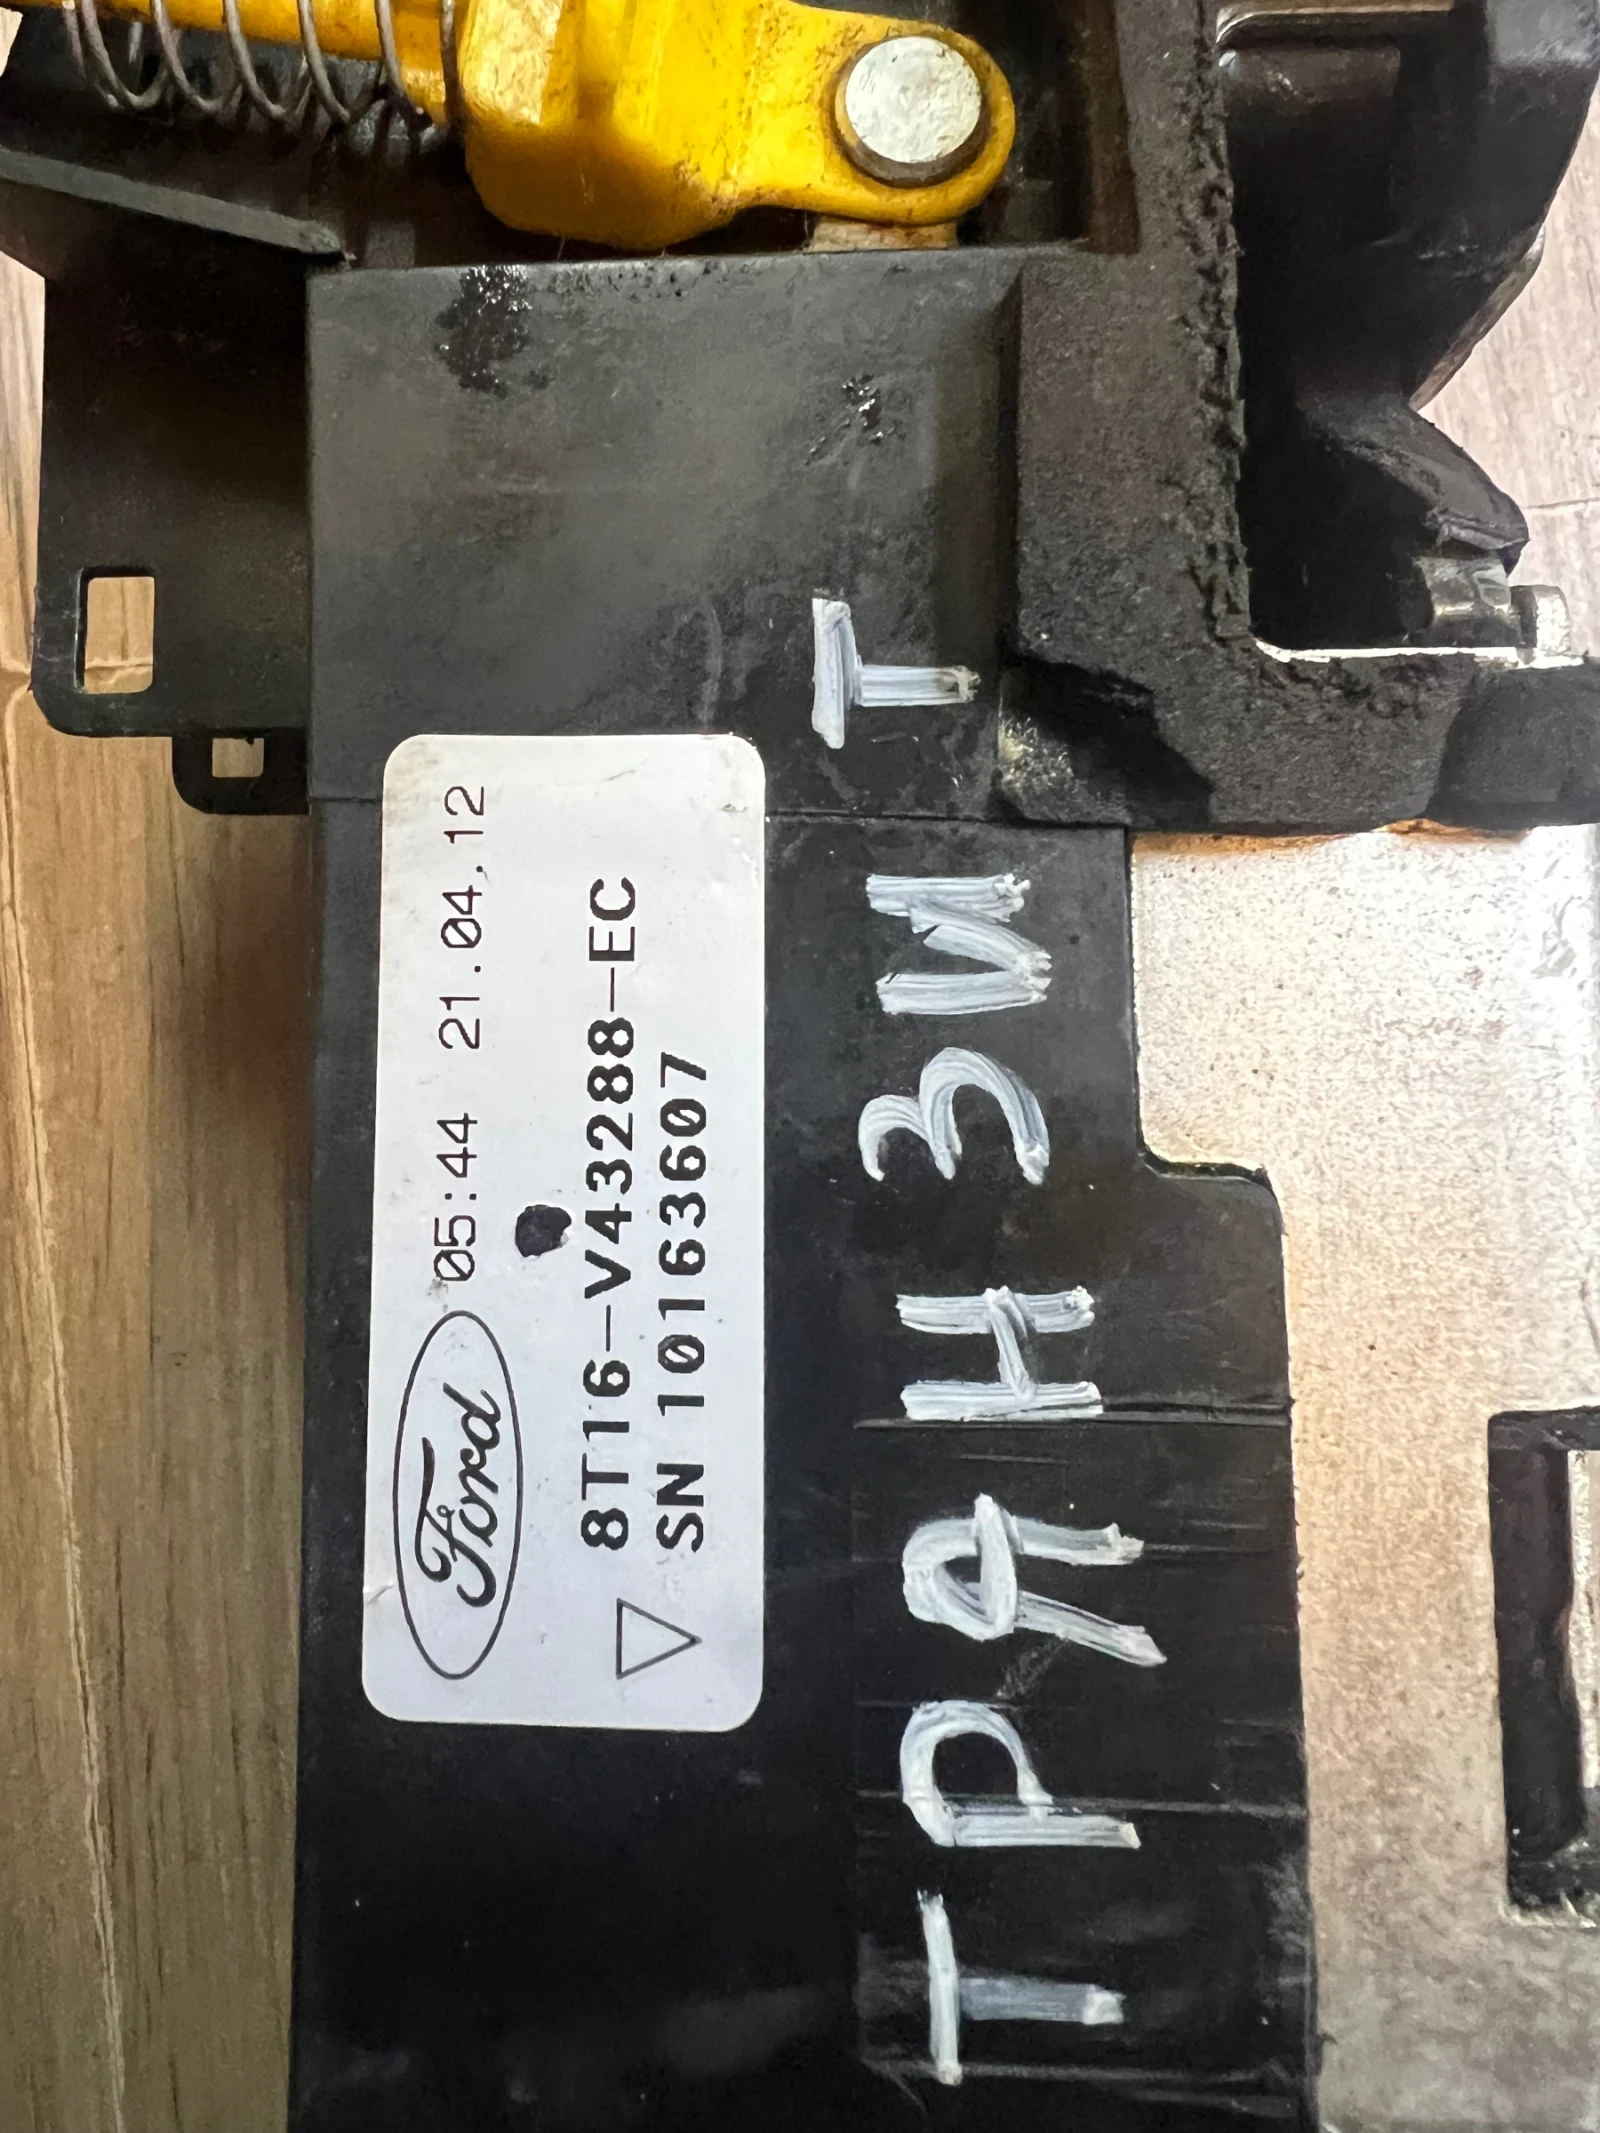 Ford 05:44 21.04.12
8T16-V43288-EC
SN 10163607
ТРАНЗИТ